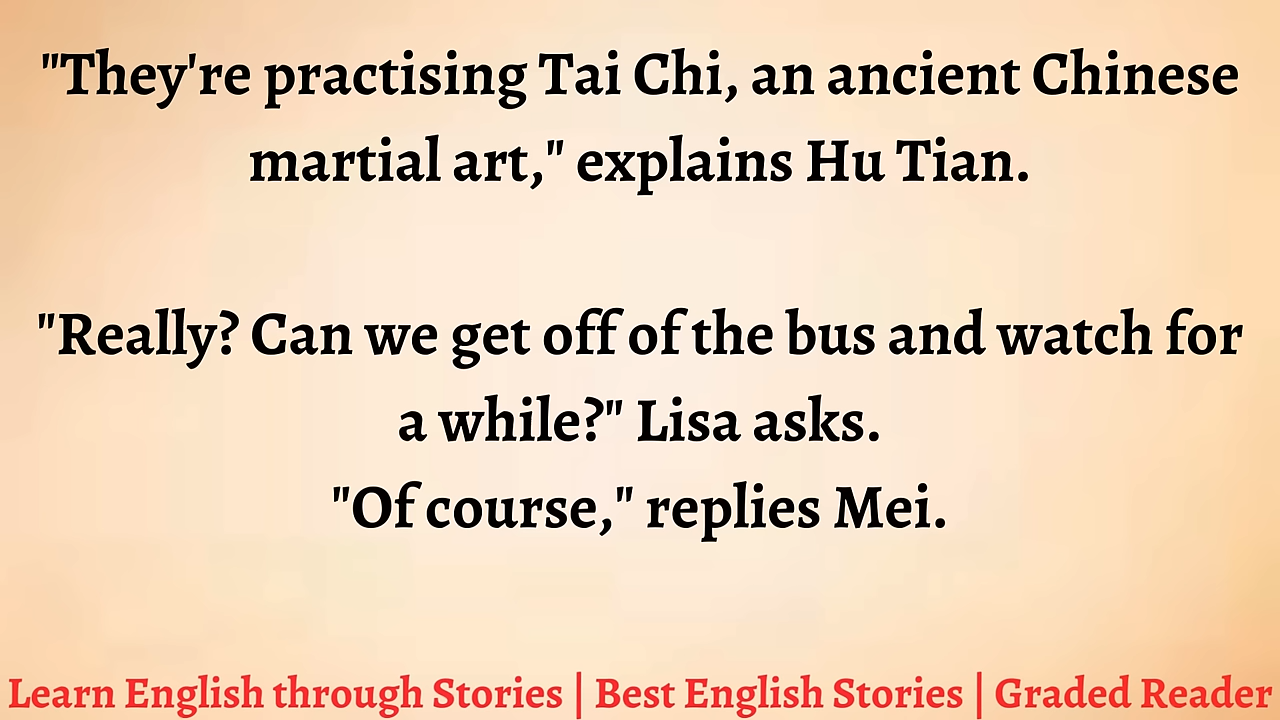 "They're practising Tai Chi, an ancient Chinese
martial art," explains Hu Tian.
"Really? Can we get off of the bus and watch for
a while?" Lisa asks.
"Of course," replies Mei.
Learn English through Stories | Best English Stories | Graded Reader